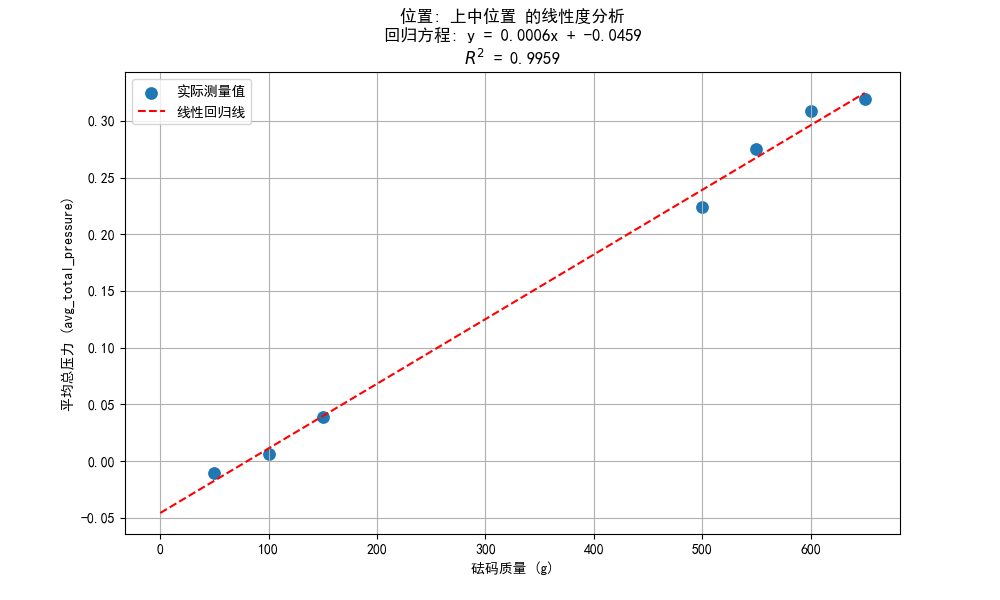 位置: 上中位置 的线性度分析
回归方程: y = 0.0006x + -0.0459
R² = 0.9959
实际测量值
线性回归线
平均总压力 (avg_total_pressure)
0.30
0.25
0.20
0.15
0.10
0.05
0.00
-0.05
0 100 200 300 400 500 600
砝码质量 (g)